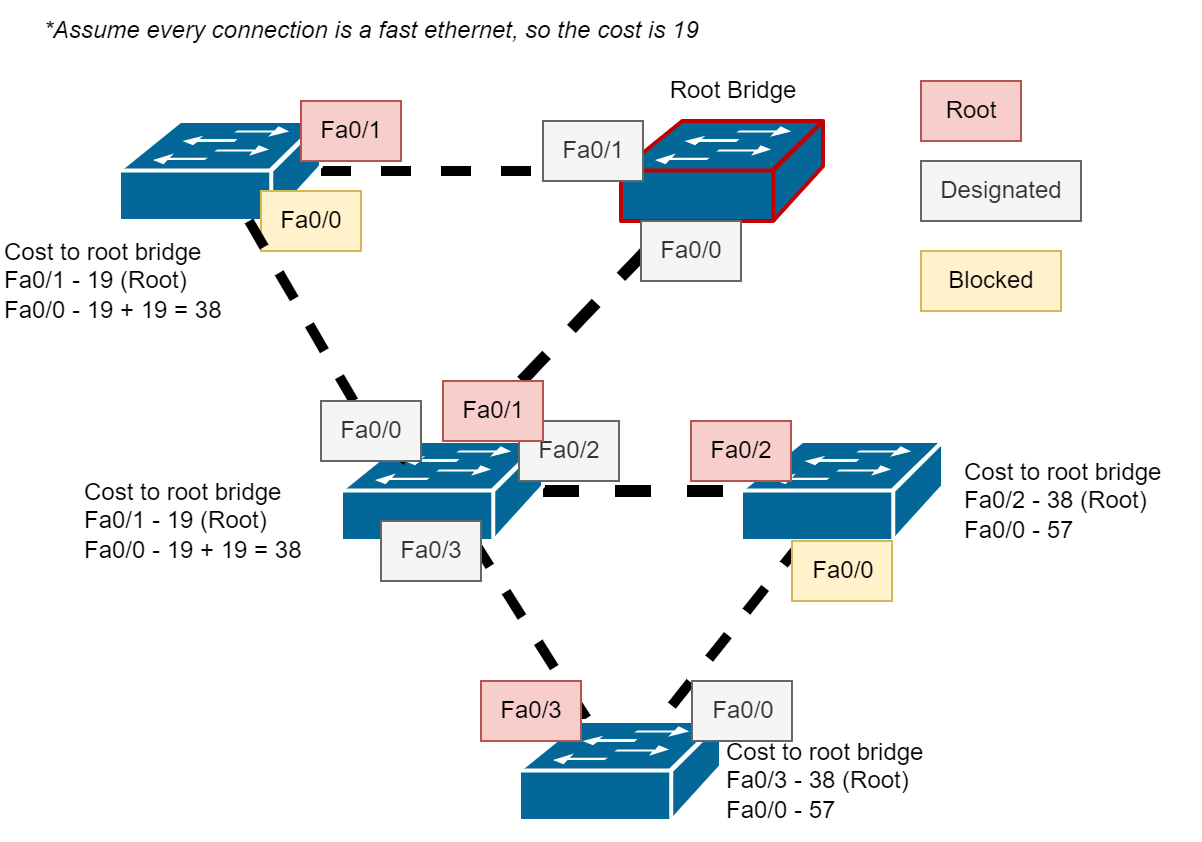 *Assume every connection is a fast ethernet, so the cost is 19
Root Bridge
Root
Fa0/1
Fa0/1
Designated
Fa0/0
Fa0/0
Blocked
Cost to root bridge
Fa0/1 - 19 (Root)
Fa0/0 - 19 + 19 = 38
Fa0/1
Fa0/0
Fa0/2
Fa0/2
Cost to root bridge
Fa0/2 - 38 (Root)
Fa0/0 - 57
Cost to root bridge
Fa0/1 - 19 (Root)
Fa0/0 - 19 + 19 = 38
Fa0/3
Fa0/0
Fa0/3
Fa0/0
Cost to root bridge
Fa0/3 - 38 (Root)
Fa0/0 - 57